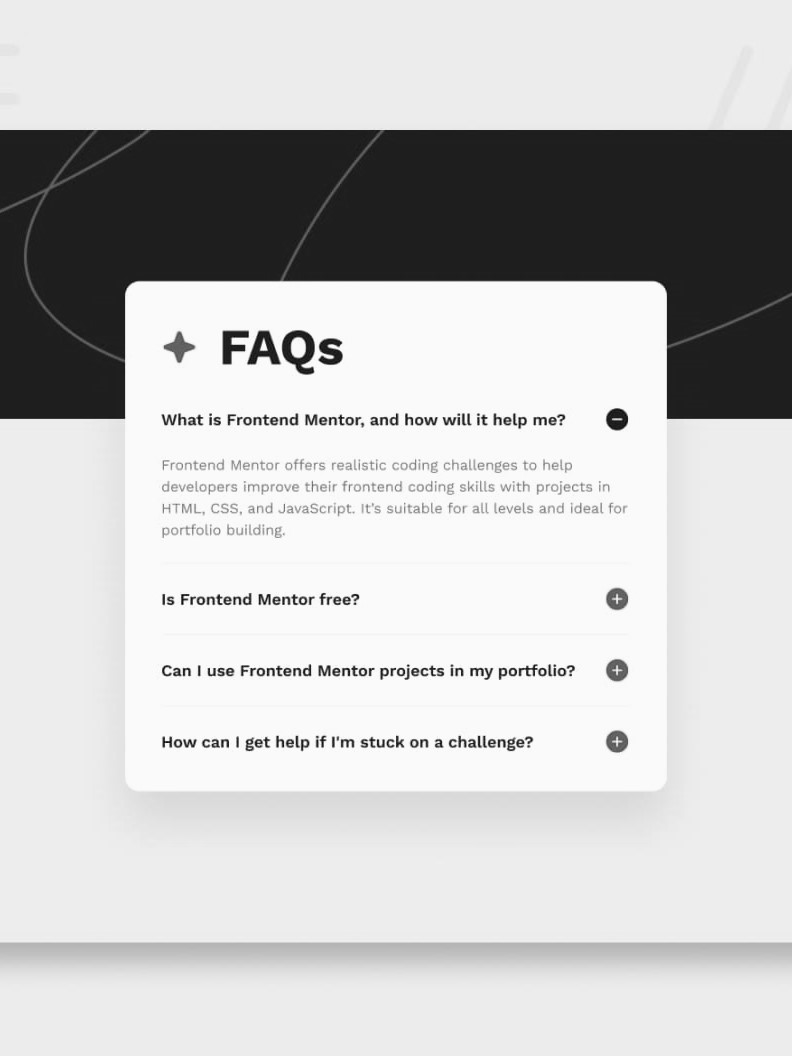 FAQs
What is Frontend Mentor, and how will it help me?
Frontend Mentor offers realistic coding challenges to help
developers improve their frontend coding skills with projects in
HTML, CSS, and JavaScript. It’s suitable for all levels and ideal for
portfolio building.
Is Frontend Mentor free?
Can I use Frontend Mentor projects in my portfolio?
How can I get help if I'm stuck on a challenge?